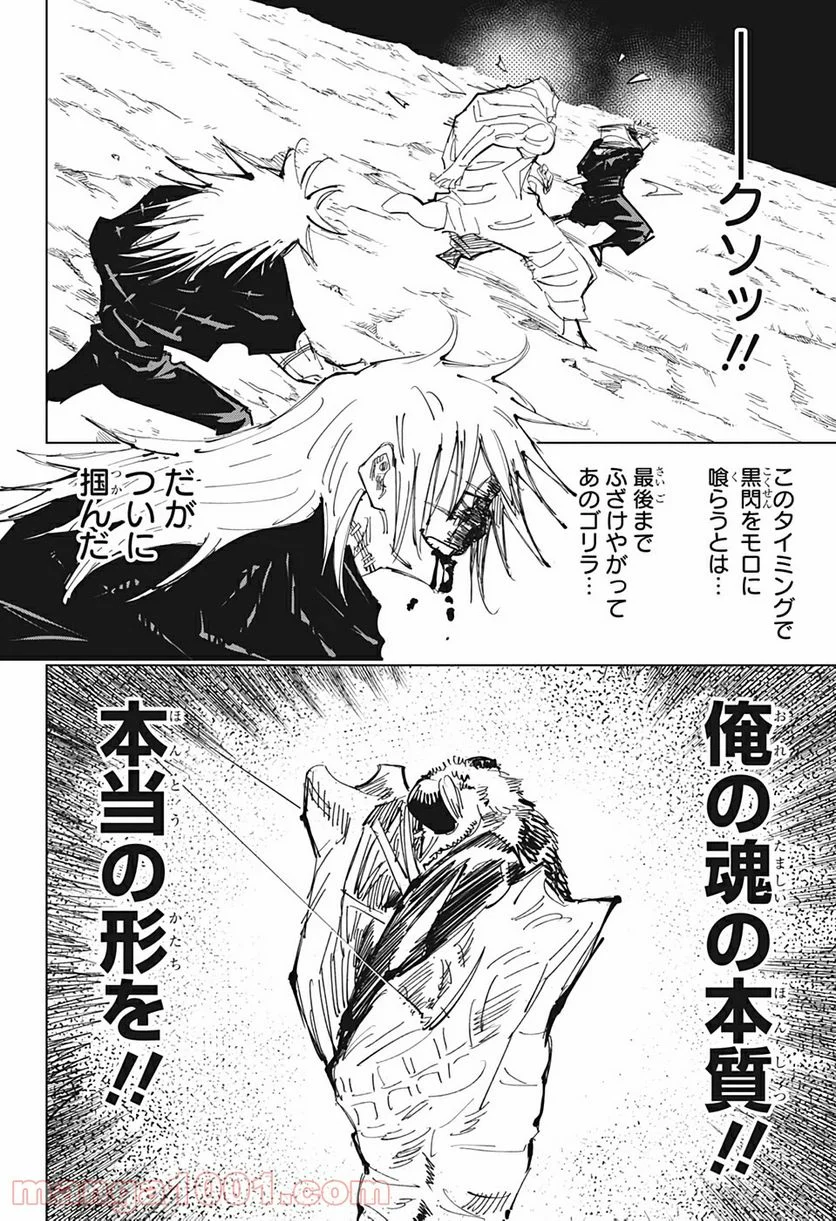 ―クソッ!!
このタイミングで
黒閃をモロに
喰らうとは…
最後まで
ふざけやがって
あのゴリラ…
だが
ついに
掴んだ
俺の魂の本質!!
本当の形を!!
manga1001.com